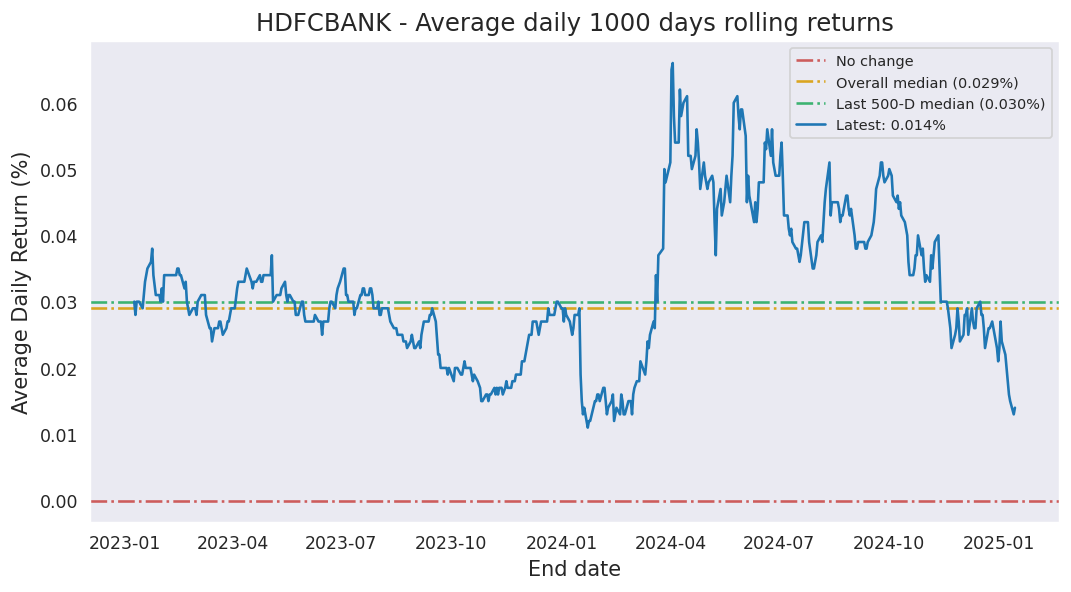 HDFCBANK - Average daily 1000 days rolling returns
No change
Overall median (0.029%)
Last 500-D median (0.030%)
Latest: 0.014%
Average Daily Return (%)
0.06
0.05
0.04
0.03
0.02
0.01
0.00
2023-01 2023-04 2023-07 2023-10 2024-01 2024-04 2024-07 2024-10 2025-01
End date